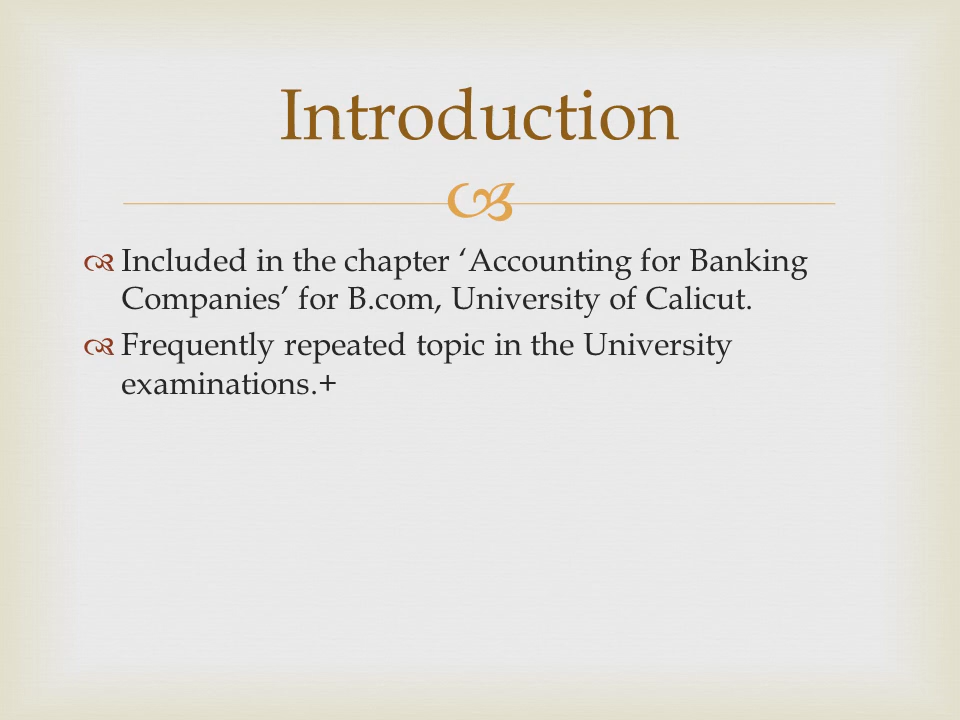 Introduction
Included in the chapter ‘Accounting for Banking
Companies’ for B.com, University of Calicut.
Frequently repeated topic in the University
examinations.+